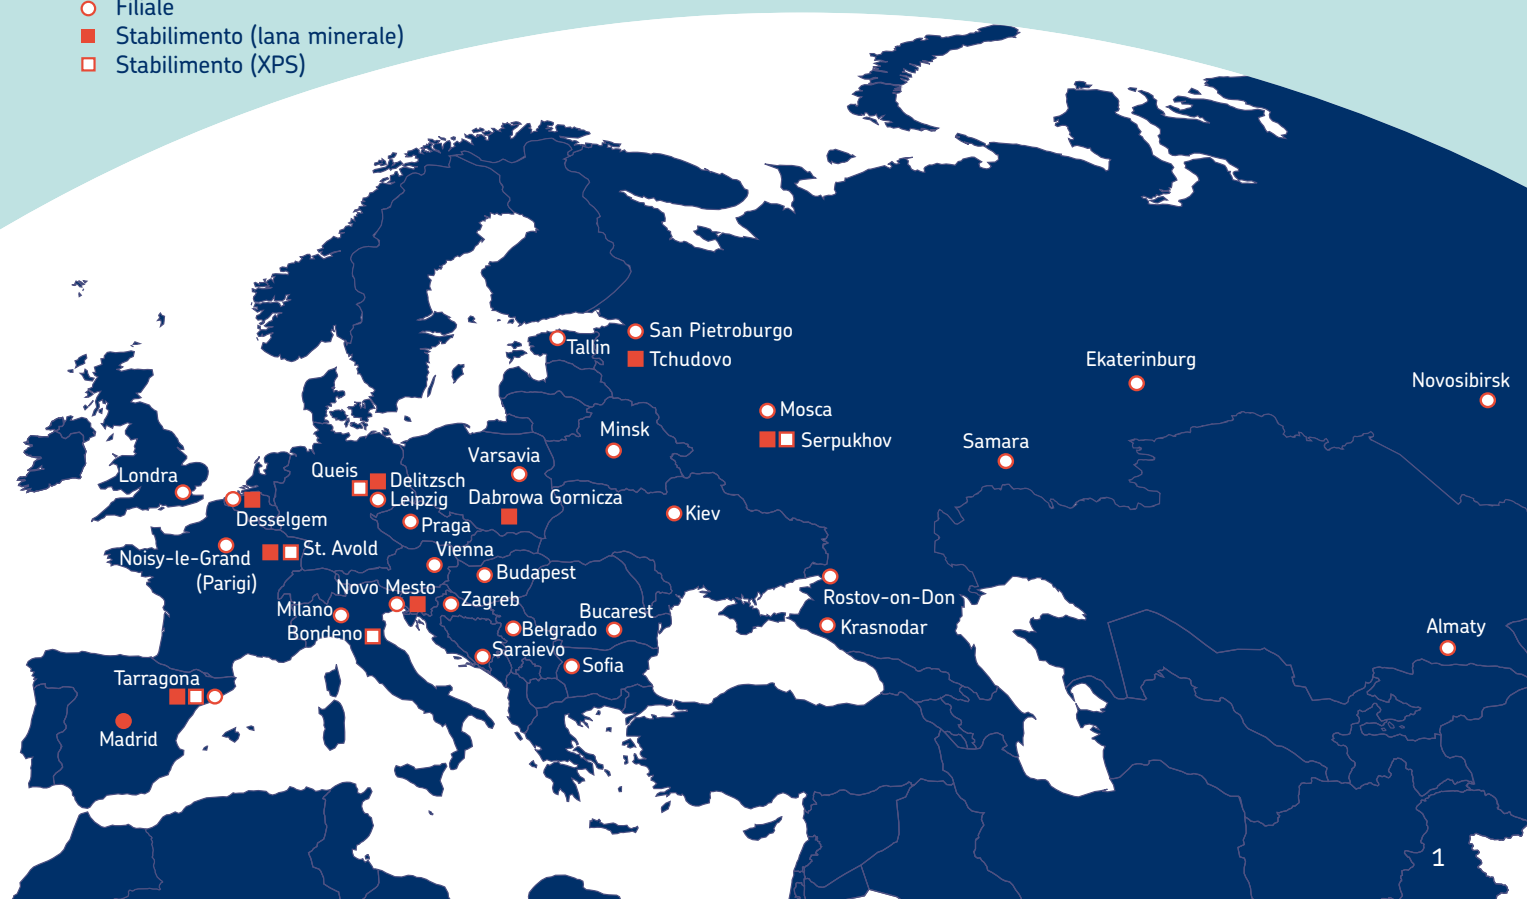 Filiale
Stabilimento (lana minerale)
Stabilimento (XPS)
San Pietroburgo
Tallin
Tchudovo
Ekaterinburg
Novosibirsk
Mosca
Minsk
Serpukhov
Samara
Varsavia
Queis
Londra
Delitzsch
Leipzig
Dabrowa Gornicza
Kiev
Desselgem
Praga
Vienna
St. Avold
Noisy-le-Grand
(Parigi)
Budapest
Novo Mesto
Zagreb
Rostov-on-Don
Milano
Bucarest
Krasnodar
Almaty
Bondeno
Belgrado
Saraievo
Sofia
Tarragona
Madrid
1